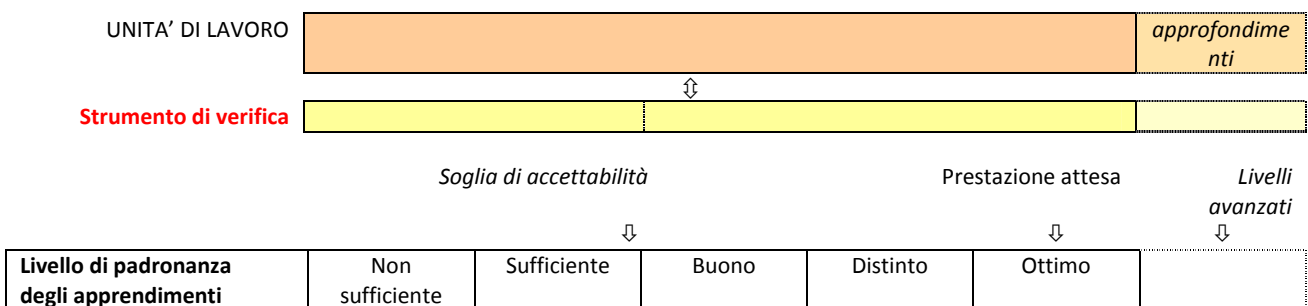 UNITA’ DI LAVORO
approfondime
nti
⇳
Strumento di verifica
Soglia di accettabilità Prestazione attesa Livelli
avanzati
⇩ ⇩ ⇩
Livello di padronanza
degli apprendimenti
Non
sufficiente
Sufficiente Buono Distinto Ottimo